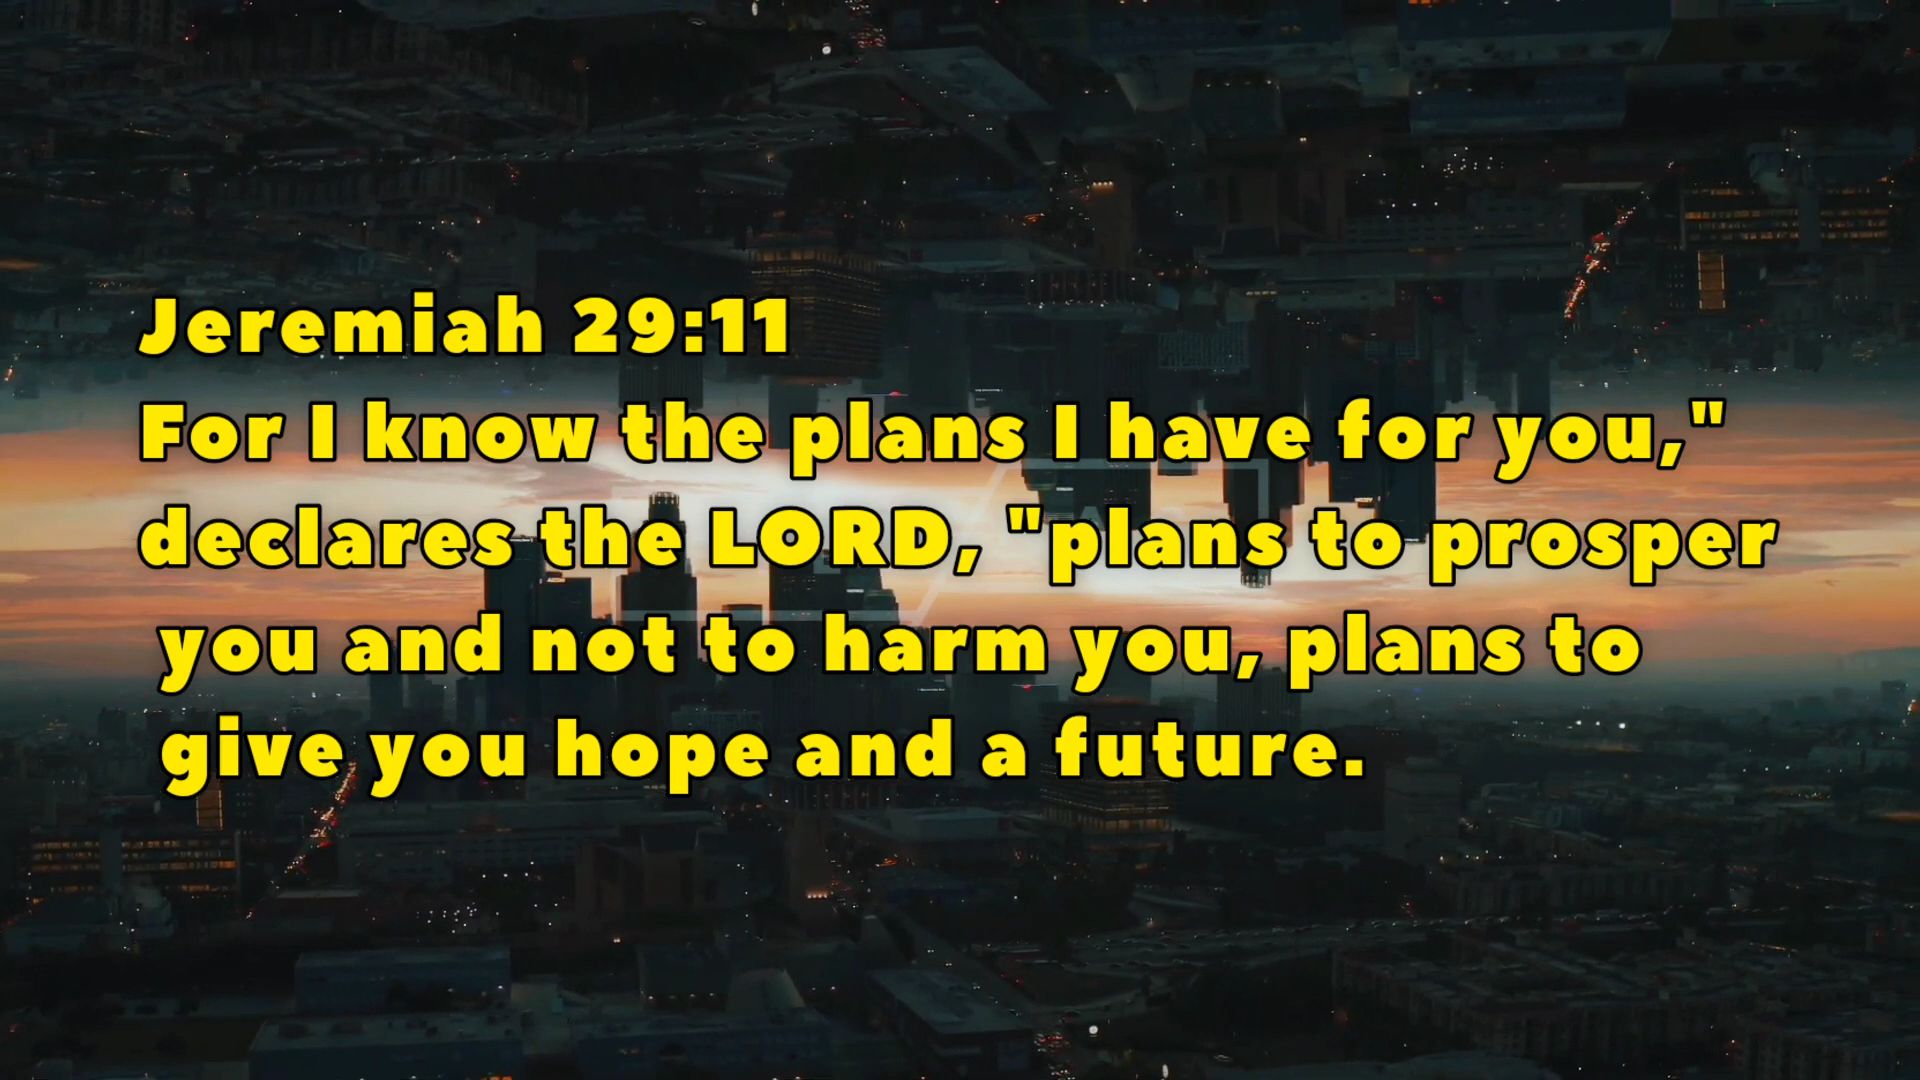 Jeremiah 29:11
For I know the plans I have for you,"
declares the LORD, "plans to prosper
you and not to harm you, plans to
give you hope and a future.